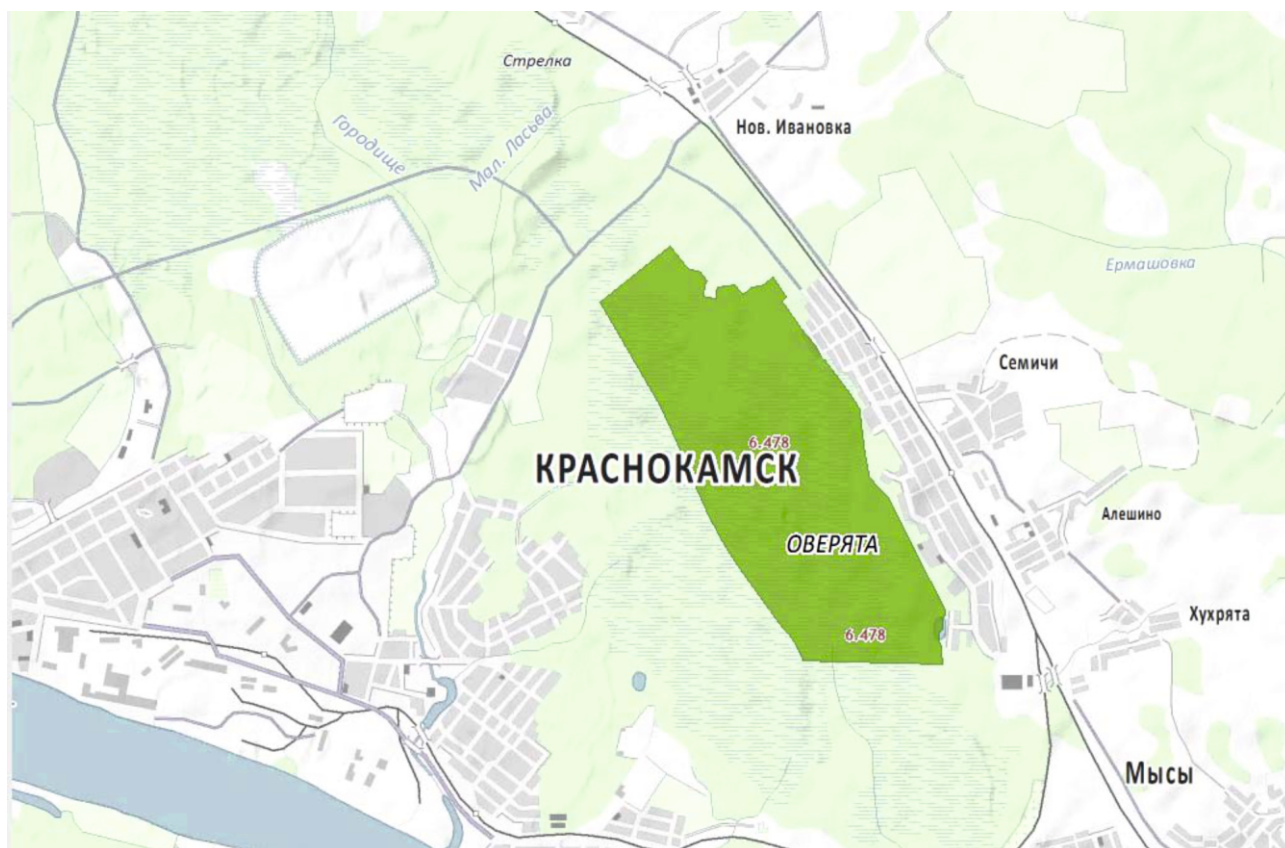 Стрелка
Городище
Мал. Ласьва
Нов. Ивановка
Ермашовка
Семичи
6.478
КРАСНОКАМСК
Алешино
ОВЕРЯТА
Хухрята
6.478
Мысы